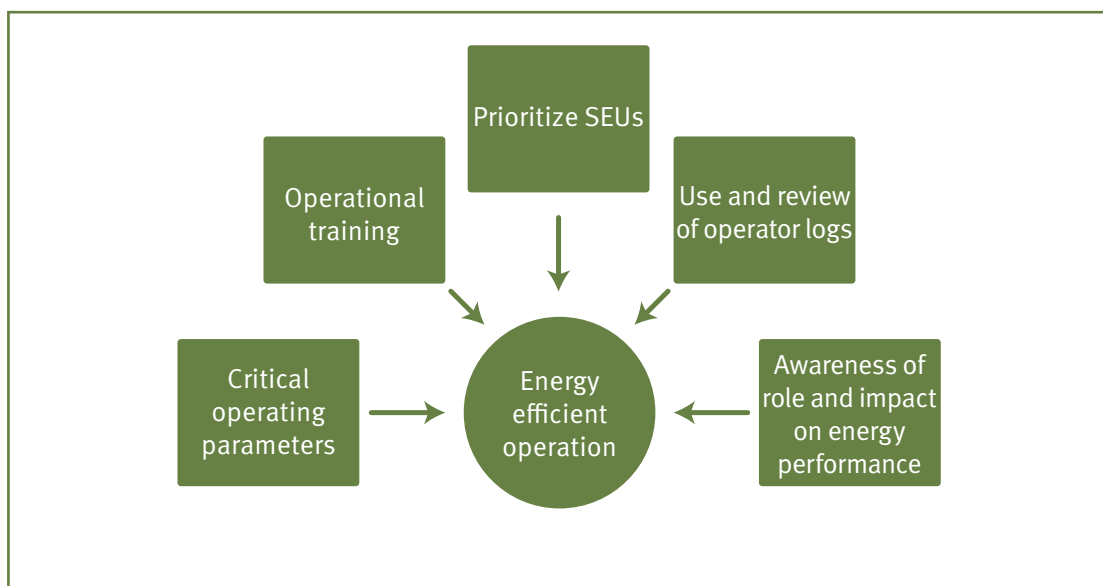 Prioritize SEUs
Operational
training
Use and review
of operator logs
Critical
operating
parameters
Energy
efficient
operation
Awareness of
role and impact
on energy
performance